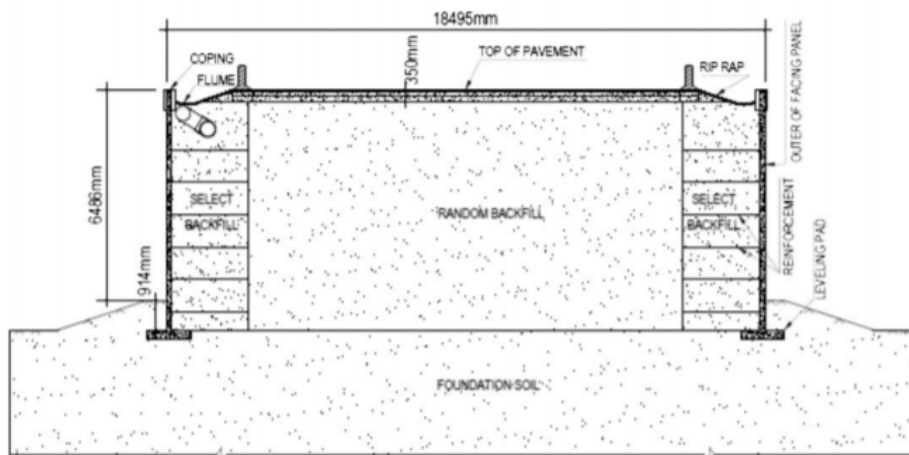 18495mm
COPING
FLUME
350mm
TOP OF PAVEMENT
RIP RAP
OUTER OF FACING PANEL
6486mm
SELECT
BACKFILL
RANDOM BACKFILL
SELECT
BACKFILL
REINFORCEMENT
914mm
LEVELING PAD
FOUNDATION SOIL